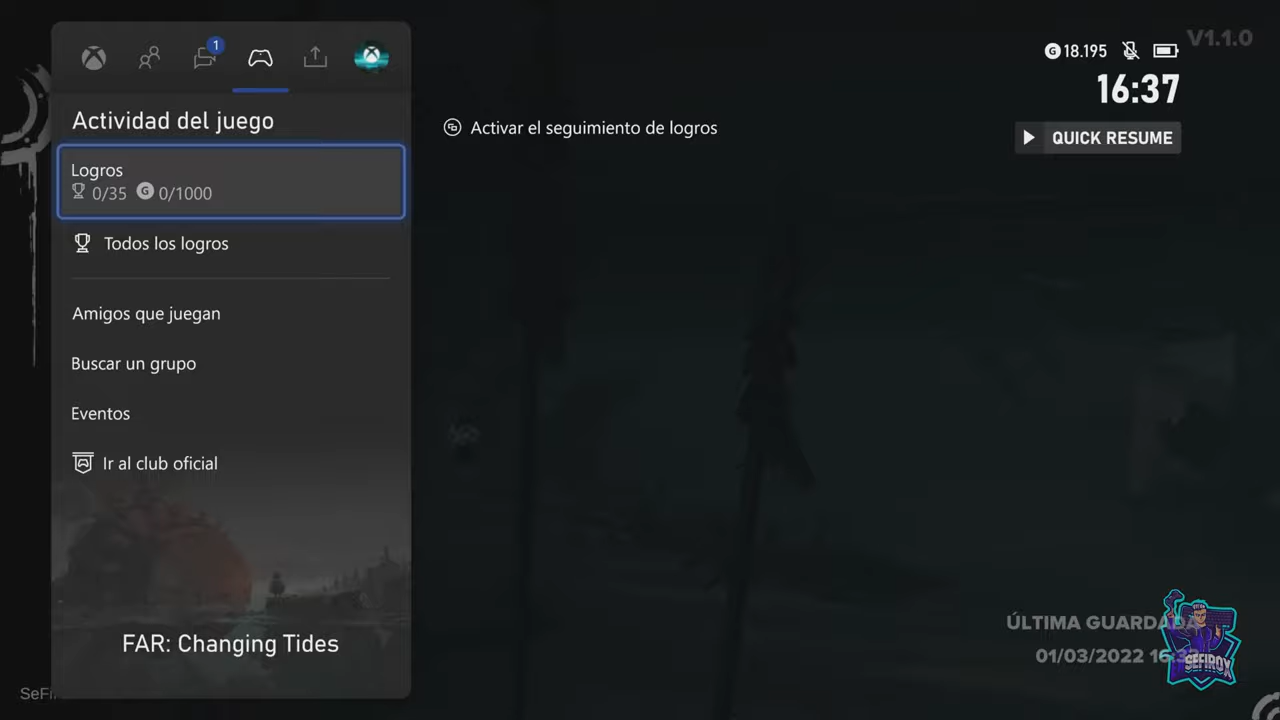 1
V1.1.0
G 18.195
16:37
Actividad del juego
Activar el seguimiento de logros
QUICK RESUME
Logros
0/35 G 0/1000
Todos los logros
Amigos que juegan
Buscar un grupo
Eventos
Ir al club oficial
ÚLTIMA GUARDADA
01/03/2022
SEFIROX
FAR: Changing Tides